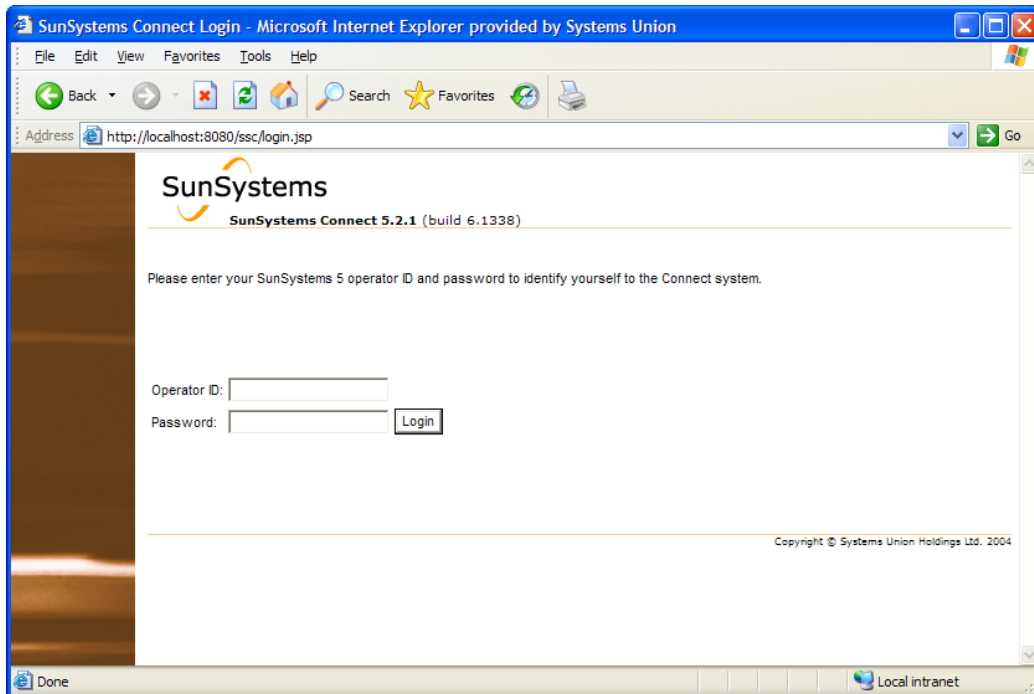 SunSystems Connect Login - Microsoft Internet Explorer provided by Systems Union
File Edit View Favorites Tools Help
Back Search Favorites
Address http://localhost:8080/ssc/login.jsp Go
SunSystems
SunSystems Connect 5.2.1 (build 6.1338)
Please enter your SunSystems 5 operator ID and password to identify yourself to the Connect system.
Operator ID:
Password: Login
Copyright © Systems Union Holdings Ltd. 2004
Done Local intranet